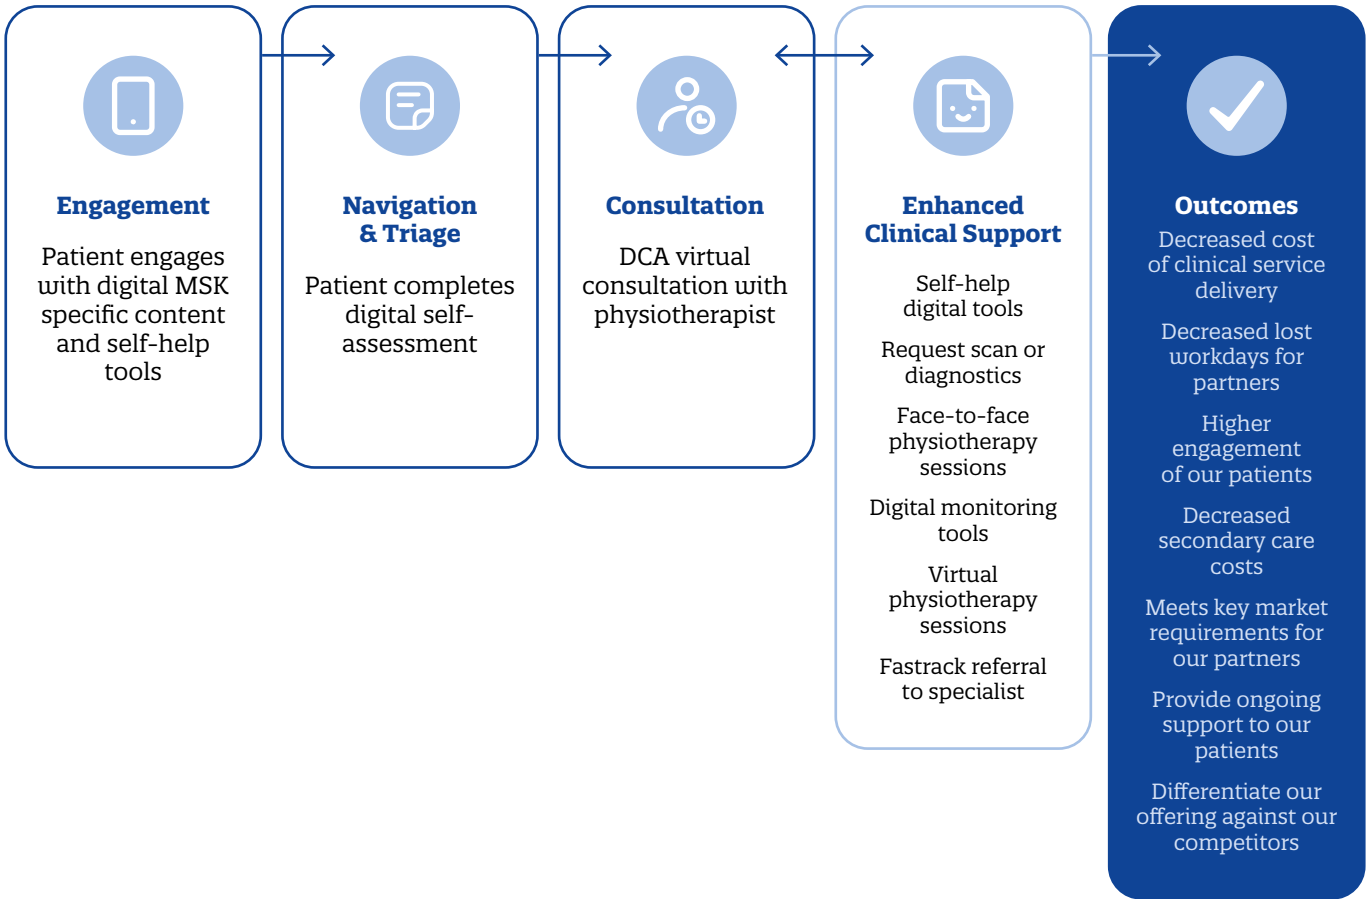 Engagement
Patient engages
with digital MSK
specific content
and self-help
tools
Navigation
& Triage
Patient completes
digital self-
assessment
Consultation
DCA virtual
consultation with
physiotherapist
Enhanced
Clinical Support
Self-help
digital tools
Request scan or
diagnostics
Face-to-face
physiotherapy
sessions
Digital monitoring
tools
Virtual
physiotherapy
sessions
Fastrack referral
to specialist
Outcomes
Decreased cost
of clinical service
delivery
Decreased lost
workdays for
partners
Higher
engagement
of our patients
Decreased
secondary care
costs
Meets key market
requirements for
our partners
Provide ongoing
support to our
patients
Differentiate our
offering against our
competitors